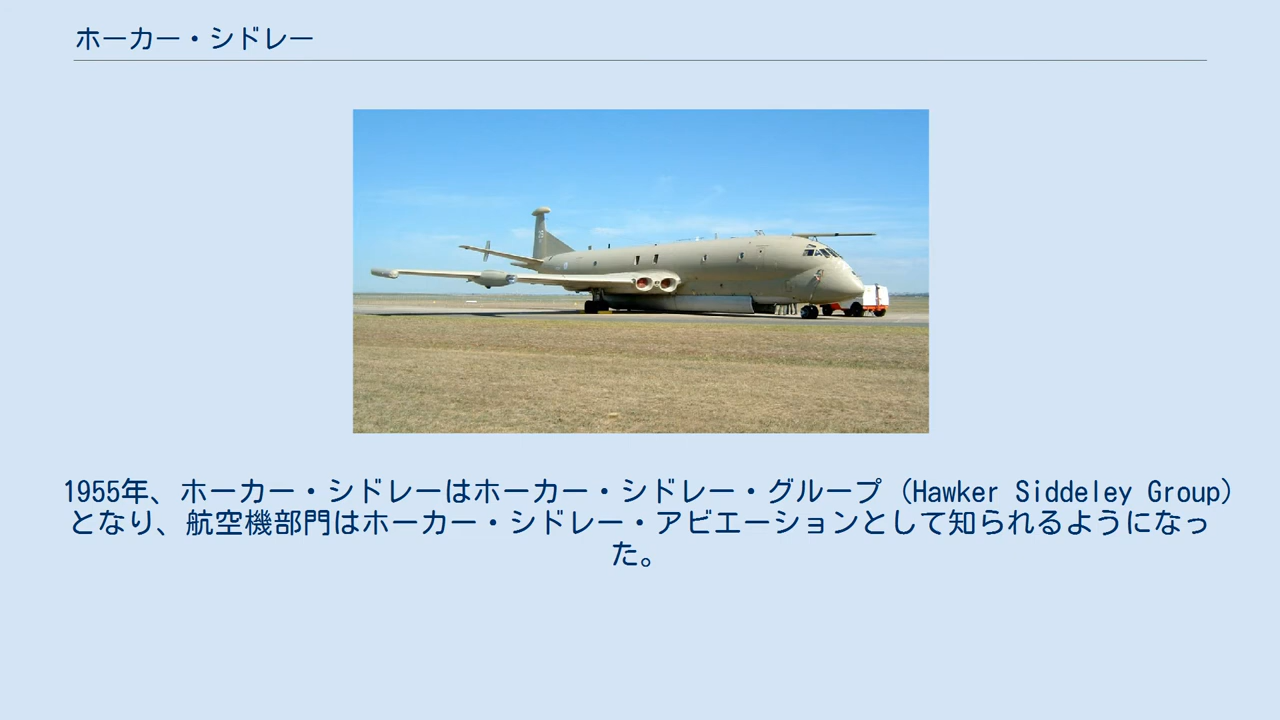 ホーカー・シドレー
1955年、ホーカー・シドレーはホーカー・シドレー・グループ（Hawker Siddeley Group）
となり、航空機部門はホーカー・シドレー・アビエーションとして知られるようになっ
た。